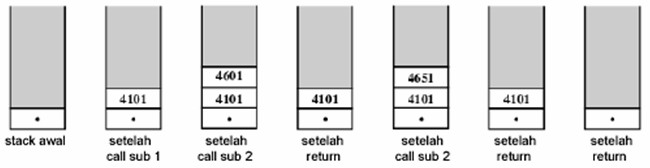 4601
4651
4101
4101
4101
4101
4101
stack awal
setelah
call sub 1
setelah
call sub 2
setelah
return
setelah
call sub 2
setelah
return
setelah
return